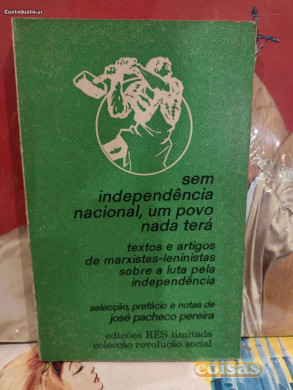 CustoJusto.pt
sem
independência
nacional, um povo
nada terá
textos e artigos
de marxistas-leninistas
sobre a luta pela
independência
selecção, prefácio e notas de
josé pacheco pereira
edições RÉS limitada
colecção revolução social
coisas